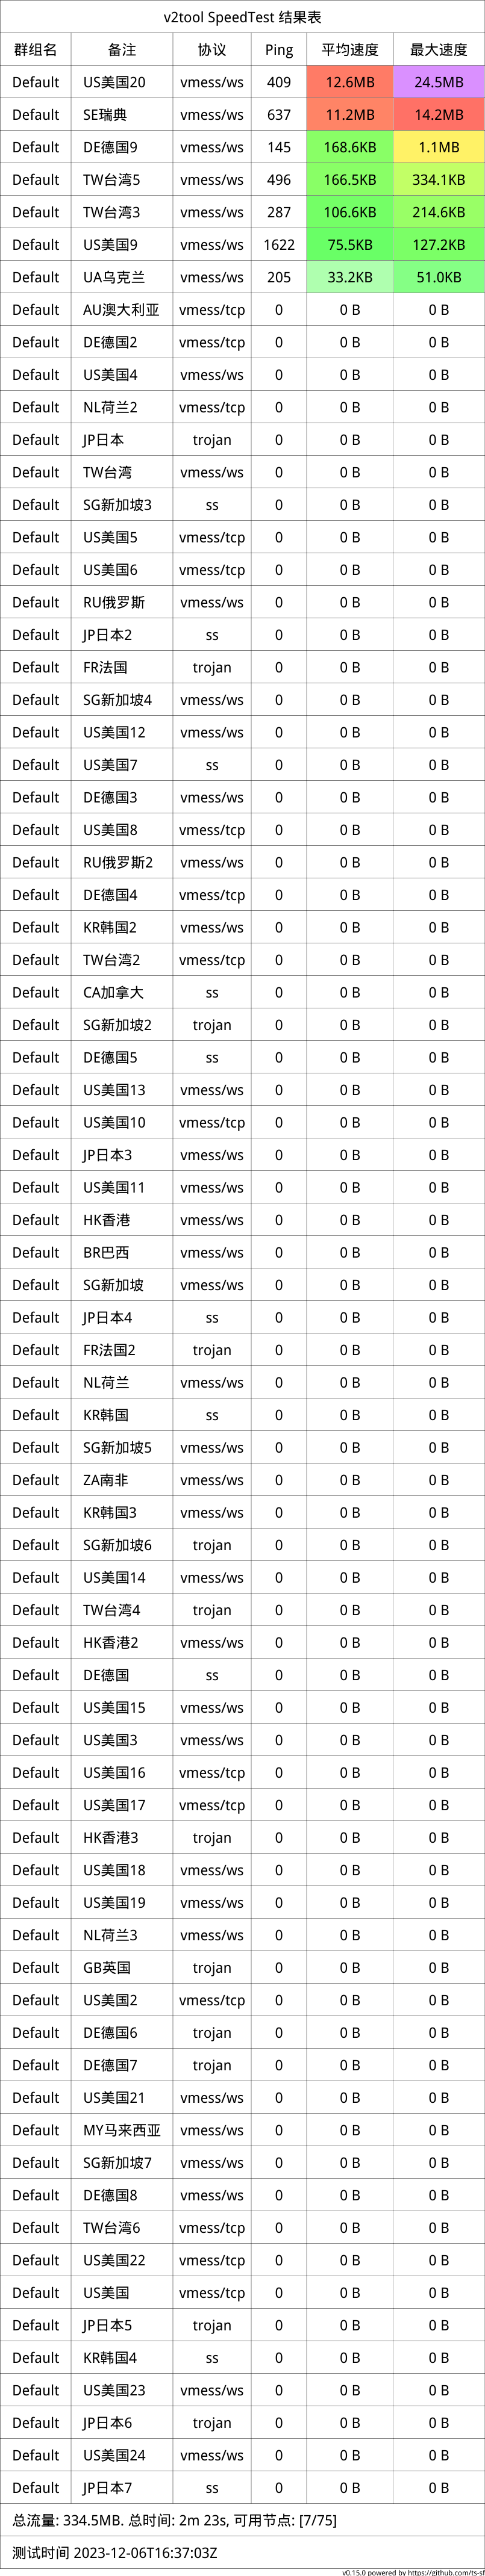 v2tool SpeedTest 结果表
群组名 备注 协议 Ping 平均速度 最大速度
Default US美国20 vmess/ws 409 12.6MB 24.5MB
Default SE瑞典 vmess/ws 637 11.2MB 14.2MB
Default DE德国9 vmess/ws 145 168.6KB 1.1MB
Default TW台湾5 vmess/ws 496 166.5KB 334.1KB
Default TW台湾3 vmess/ws 287 106.6KB 214.6KB
Default US美国9 vmess/ws 1622 75.5KB 127.2KB
Default UA乌克兰 vmess/ws 205 33.2KB 51.0KB
Default AU澳大利亚 vmess/tcp 0 0 B 0 B
Default DE德国2 vmess/tcp 0 0 B 0 B
Default US美国4 vmess/ws 0 0 B 0 B
Default NL荷兰2 vmess/tcp 0 0 B 0 B
Default JP日本 trojan 0 0 B 0 B
Default TW台湾 vmess/ws 0 0 B 0 B
Default SG新加坡3 ss 0 0 B 0 B
Default US美国5 vmess/tcp 0 0 B 0 B
Default US美国6 vmess/tcp 0 0 B 0 B
Default RU俄罗斯 vmess/ws 0 0 B 0 B
Default JP日本2 ss 0 0 B 0 B
Default FR法国 trojan 0 0 B 0 B
Default SG新加坡4 vmess/ws 0 0 B 0 B
Default US美国12 vmess/ws 0 0 B 0 B
Default US美国7 ss 0 0 B 0 B
Default DE德国3 vmess/ws 0 0 B 0 B
Default US美国8 vmess/tcp 0 0 B 0 B
Default RU俄罗斯2 vmess/ws 0 0 B 0 B
Default DE德国4 vmess/tcp 0 0 B 0 B
Default KR韩国2 vmess/ws 0 0 B 0 B
Default TW台湾2 vmess/tcp 0 0 B 0 B
Default CA加拿大 ss 0 0 B 0 B
Default SG新加坡2 trojan 0 0 B 0 B
Default DE德国5 ss 0 0 B 0 B
Default US美国13 vmess/ws 0 0 B 0 B
Default US美国10 vmess/tcp 0 0 B 0 B
Default JP日本3 vmess/ws 0 0 B 0 B
Default US美国11 vmess/ws 0 0 B 0 B
Default HK香港 vmess/ws 0 0 B 0 B
Default BR巴西 vmess/ws 0 0 B 0 B
Default SG新加坡 vmess/ws 0 0 B 0 B
Default JP日本4 ss 0 0 B 0 B
Default FR法国2 trojan 0 0 B 0 B
Default NL荷兰 vmess/ws 0 0 B 0 B
Default KR韩国 ss 0 0 B 0 B
Default SG新加坡5 vmess/ws 0 0 B 0 B
Default ZA南非 vmess/ws 0 0 B 0 B
Default KR韩国3 vmess/ws 0 0 B 0 B
Default SG新加坡6 trojan 0 0 B 0 B
Default US美国14 vmess/ws 0 0 B 0 B
Default TW台湾4 trojan 0 0 B 0 B
Default HK香港2 vmess/ws 0 0 B 0 B
Default DE德国 ss 0 0 B 0 B
Default US美国15 vmess/ws 0 0 B 0 B
Default US美国3 vmess/ws 0 0 B 0 B
Default US美国16 vmess/tcp 0 0 B 0 B
Default US美国17 vmess/tcp 0 0 B 0 B
Default HK香港3 trojan 0 0 B 0 B
Default US美国18 vmess/ws 0 0 B 0 B
Default US美国19 vmess/ws 0 0 B 0 B
Default NL荷兰3 vmess/ws 0 0 B 0 B
Default GB英国 trojan 0 0 B 0 B
Default US美国2 vmess/tcp 0 0 B 0 B
Default DE德国6 trojan 0 0 B 0 B
Default DE德国7 trojan 0 0 B 0 B
Default US美国21 vmess/ws 0 0 B 0 B
Default MY马来西亚 vmess/ws 0 0 B 0 B
Default SG新加坡7 vmess/ws 0 0 B 0 B
Default DE德国8 vmess/ws 0 0 B 0 B
Default TW台湾6 vmess/tcp 0 0 B 0 B
Default US美国22 vmess/tcp 0 0 B 0 B
Default US美国 vmess/tcp 0 0 B 0 B
Default JP日本5 trojan 0 0 B 0 B
Default KR韩国4 ss 0 0 B 0 B
Default US美国23 vmess/ws 0 0 B 0 B
Default JP日本6 trojan 0 0 B 0 B
Default US美国24 vmess/ws 0 0 B 0 B
Default JP日本7 ss 0 0 B 0 B
总流量: 334.5MB. 总时间: 2m 23s, 可用节点: [7/75]
测试时间 2023-12-06T16:37:03Z
v0.15.0 powered by https://github.com/ts-sf